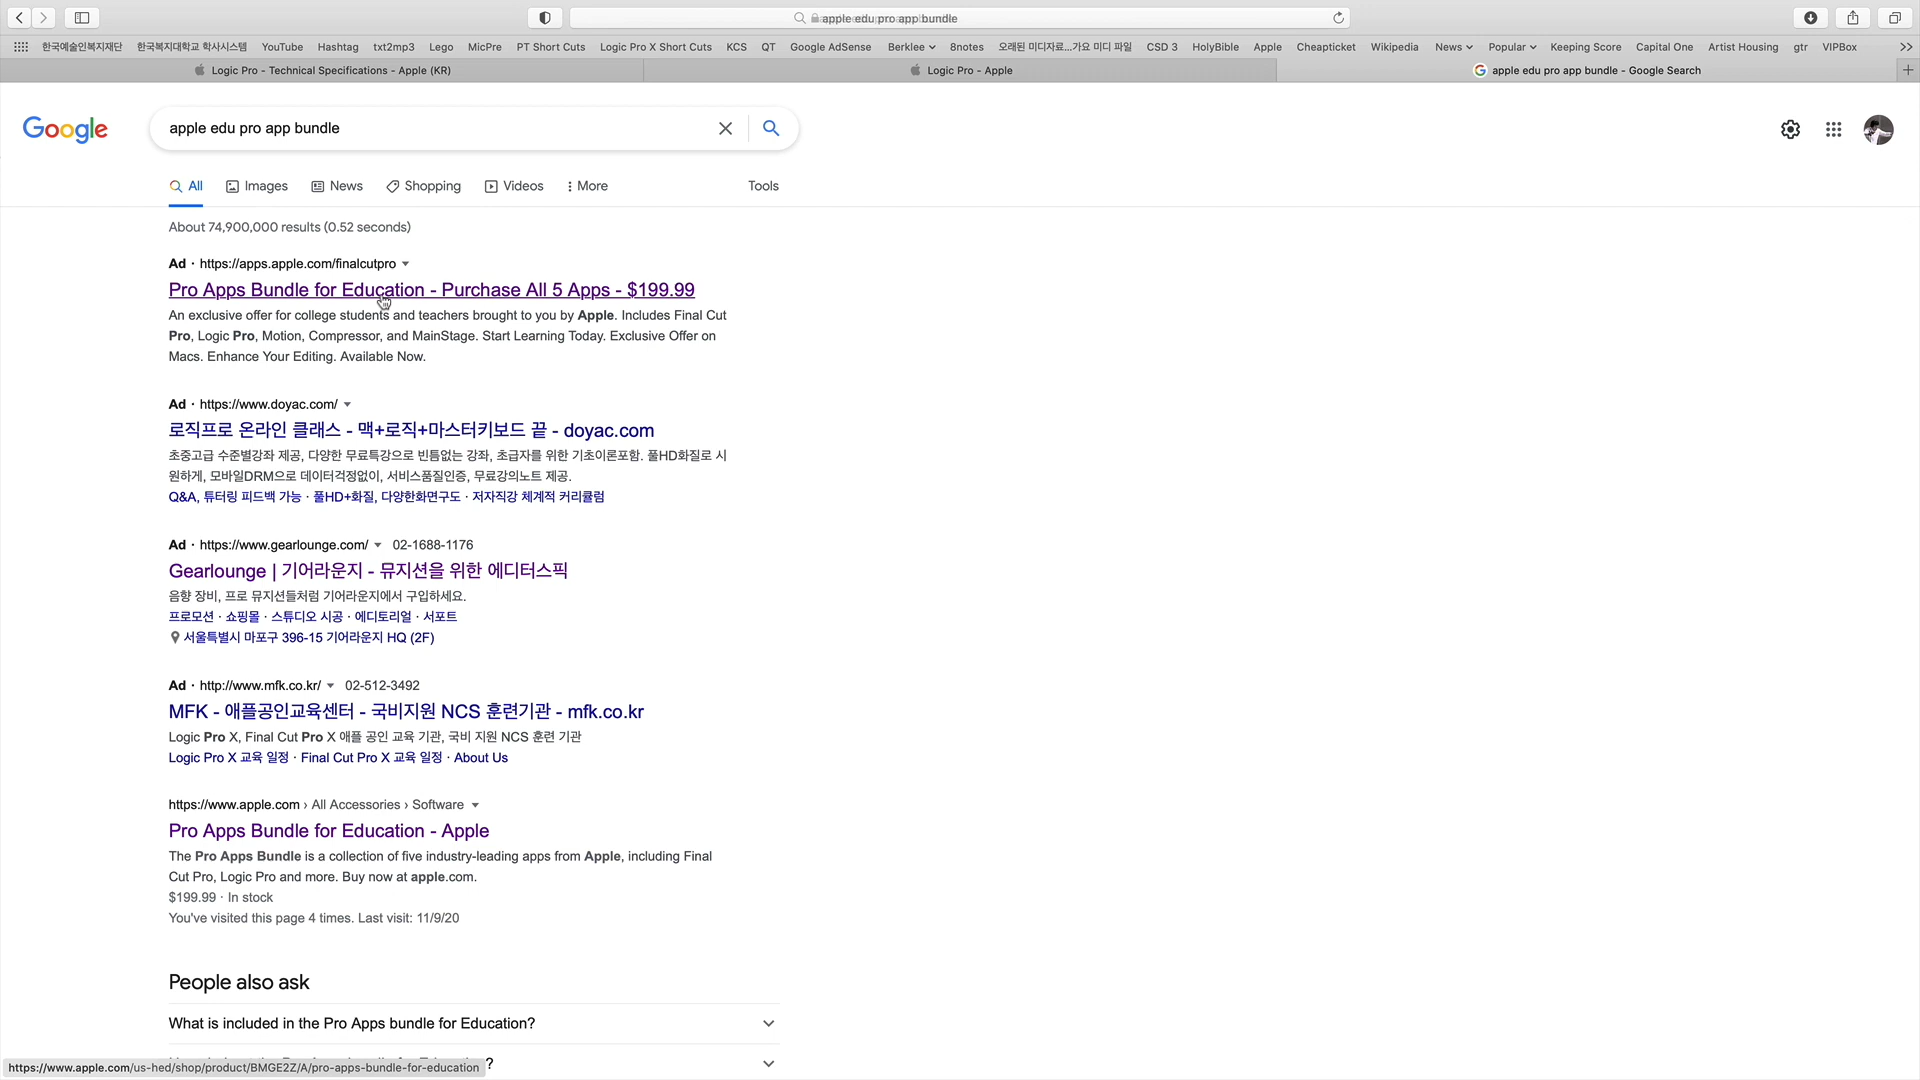 apple edu pro app bundle
한국예술인복지재단 한국복지대학교 학사시스템 YouTube Hashtag txt2mp3 Lego MicPre PT Short Cuts Logic Pro X Short Cuts KCS QT Google AdSense Berklee 8notes 오래된 미디자료...가요 미디 파일 CSD 3 HolyBible Apple Cheapticket Wikipedia News Popular Keeping Score Capital One Artist Housing gtr VIPBox
Logic Pro - Technical Specifications - Apple (KR) Logic Pro - Apple apple edu pro app bundle - Google Search
Google apple edu pro app bundle
All Images News Shopping Videos More Tools
About 74,900,000 results (0.52 seconds)
Ad · https://apps.apple.com/finalcutpro
Pro Apps Bundle for Education - Purchase All 5 Apps - $199.99
An exclusive offer for college students and teachers brought to you by Apple. Includes Final Cut
Pro, Logic Pro, Motion, Compressor, and MainStage. Start Learning Today. Exclusive Offer on
Macs. Enhance Your Editing. Available Now.
Ad · https://www.doyac.com/
로직프로 온라인 클래스 - 맥+로직+마스터키보드 끝 - doyac.com
초중고급 수준별강좌 제공, 다양한 무료특강으로 빈틈없는 강좌, 초급자를 위한 기초이론포함. 풀HD화질로 시
원하게, 모바일DRM으로 데이터걱정없이, 서비스품질인증, 무료강의노트 제공.
Q&A, 튜터링 피드백 가능 · 풀HD+화질, 다양한화면구도 · 저자직강 체계적 커리큘럼
Ad · https://www.gearlounge.com/ 02-1688-1176
Gearlounge | 기어라운지 - 뮤지션을 위한 에디터스픽
음향 장비, 프로 뮤지션들처럼 기어라운지에서 구입하세요.
프로모션 · 쇼핑몰 · 스튜디오 시공 · 에디토리얼 · 서포트
서울특별시 마포구 396-15 기어라운지 HQ (2F)
Ad · http://www.mfk.co.kr/ 02-512-3492
MFK - 애플공인교육센터 - 국비지원 NCS 훈련기관 - mfk.co.kr
Logic Pro X, Final Cut Pro X 애플 공인 교육 기관, 국비 지원 NCS 훈련 기관
Logic Pro X 교육 일정 · Final Cut Pro X 교육 일정 · About Us
https://www.apple.com › All Accessories › Software
Pro Apps Bundle for Education - Apple
The Pro Apps Bundle is a collection of five industry-leading apps from Apple, including Final
Cut Pro, Logic Pro and more. Buy now at apple.com.
$199.99 · In stock
You've visited this page 4 times. Last visit: 11/9/20
People also ask
What is included in the Pro Apps bundle for Education?
https://www.apple.com/us-hed/shop/product/BMGE2Z/A/pro-apps-bundle-for-education